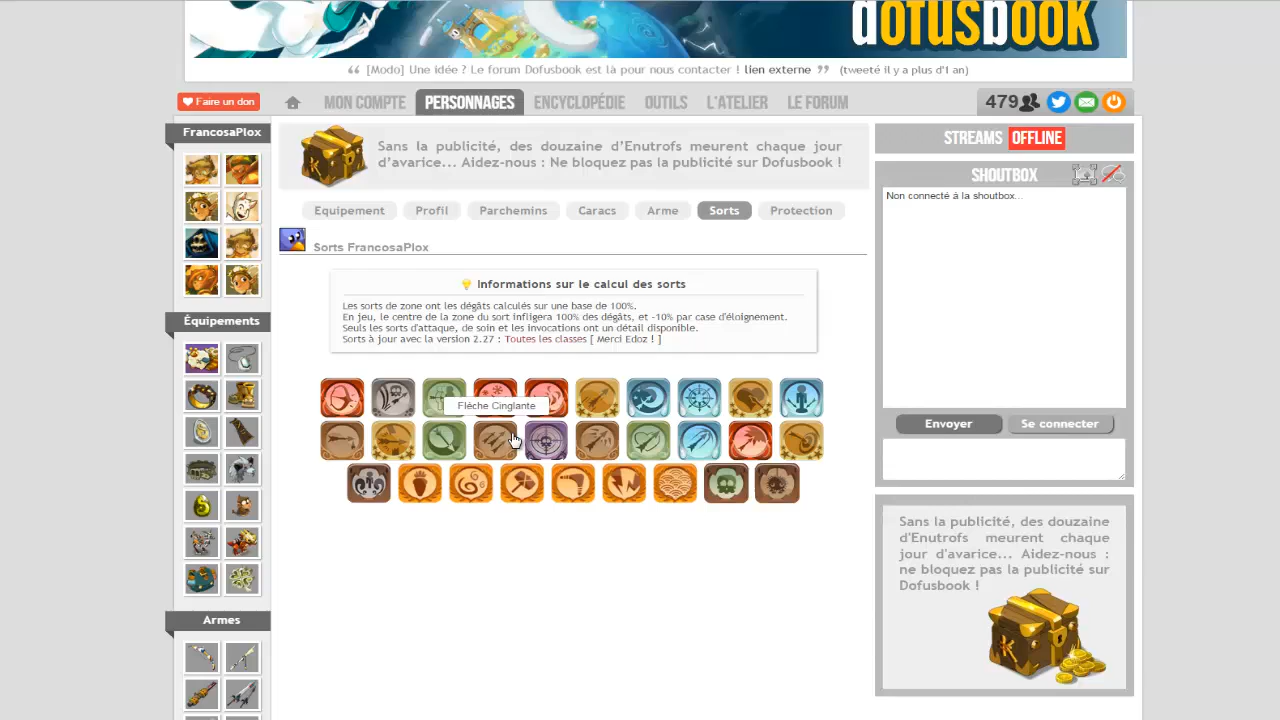 dofusbook
[Modo] Une idée ? Le forum Dofusbook est là pour nous contacter ! lien externe (tweeté il y a plus d'1 an)
Faire un don
MON COMPTE PERSONNAGES ENCYCLOPÉDIE OUTILS L'ATELIER LE FORUM
479
FrancosaPlox
Sans la publicité, des douzaine d'Enutrofs meurent chaque jour
d'avarice... Aidez-nous : Ne bloquez pas la publicité sur Dofusbook !
STREAMS OFFLINE
SHOUTBOX
Non connecté à la shoutbox...
Equipement Profil Parchemins Caracs Arme Sorts Protection
Sorts FrancosaPlox
Informations sur le calcul des sorts
Les sorts de zone ont les dégâts calculés sur une base de 100%.
En jeu, le centre de la zone du sort infligera 100% des dégâts, et -10% par case d'éloignement.
Seuls les sorts d'attaque, de soin et les invocations ont un détail disponible.
Sorts à jour avec la version 2.27 : Toutes les classes [ Merci Edoz ! ]
Équipements
Flèche Cinglante
Envoyer Se connecter
Sans la publicité, des douzaine
d'Enutrofs meurent chaque
jour d'avarice... Aidez-nous :
ne bloquez pas la publicité sur
Dofusbook !
Armes